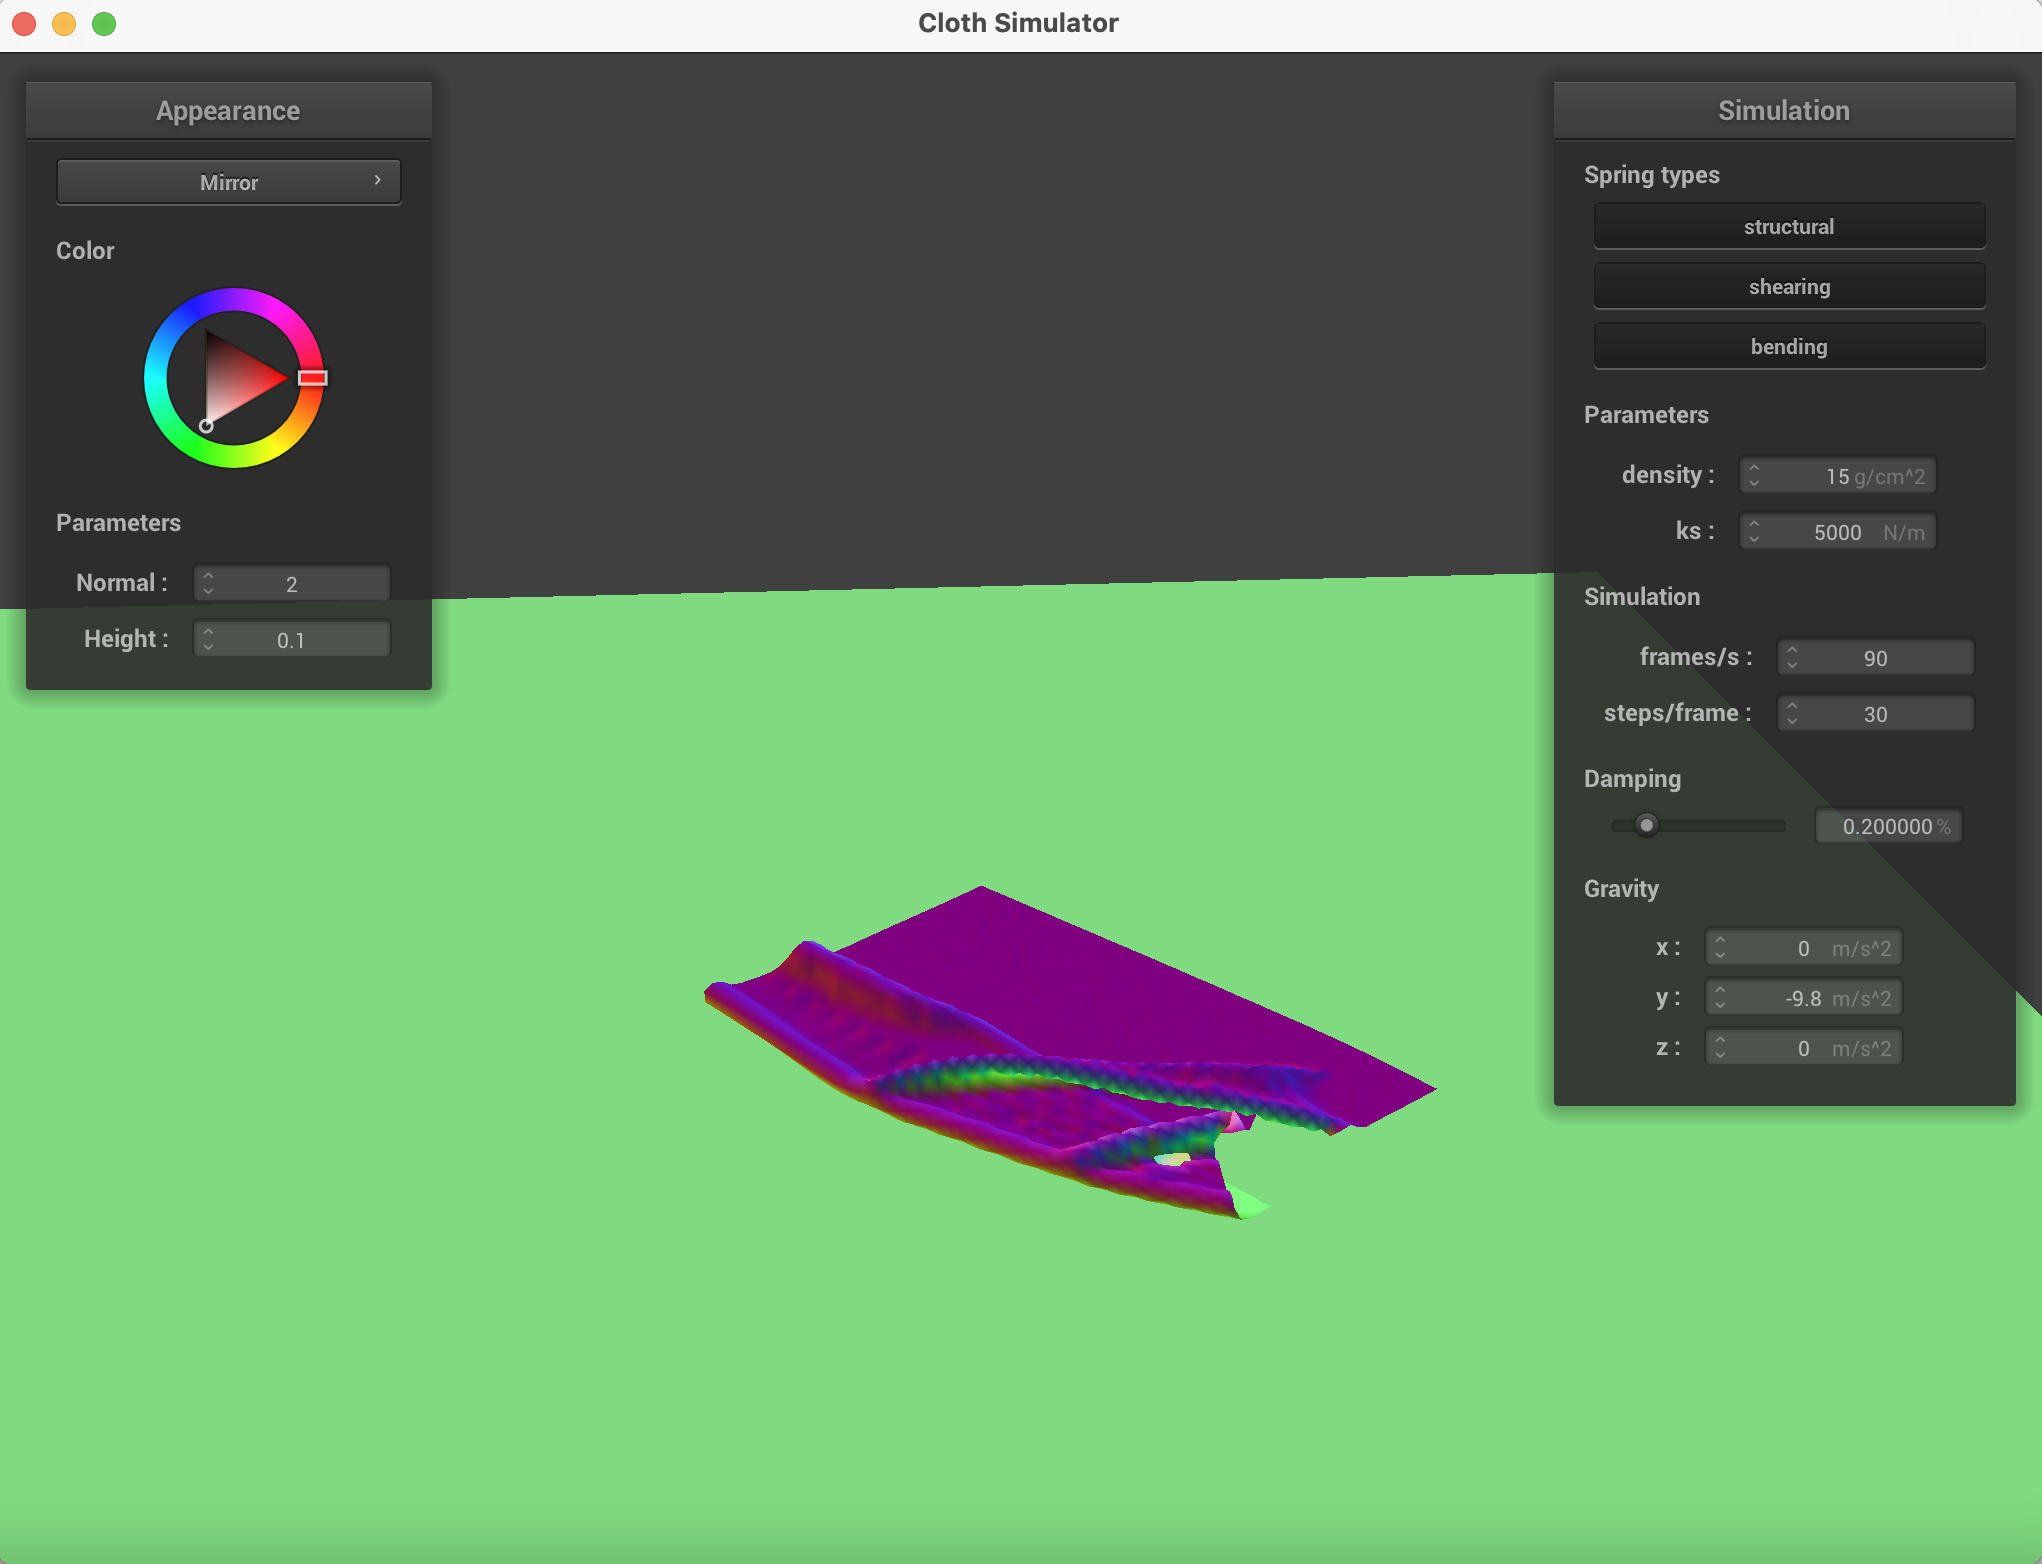 Cloth Simulator
Appearance
Mirror
Color
Parameters
Normal : 2
Height : 0.1
Simulation
Spring types
structural
shearing
bending
Parameters
density : 15 g/cm^2
ks : 5000 N/m
Simulation
frames/s : 90
steps/frame : 30
Damping
0.200000 %
Gravity
x : 0 m/s^2
y : -9.8 m/s^2
z : 0 m/s^2